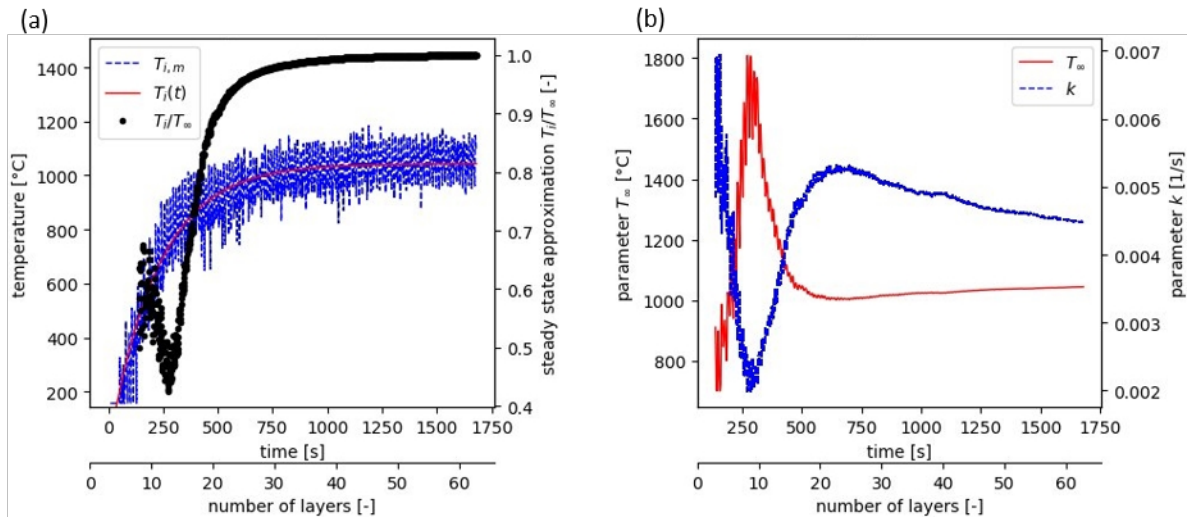 (a)
1400
1200
1000
800
600
400
200
temperature [°C]
T_{i,m}
T_i(t)
T_i/T_∞
1.0
0.9
0.8
0.7
0.6
0.5
0.4
steady state approximation T_i/T_∞ [-]
0 250 500 750 1000 1250 1500 1750
time [s]
0 10 20 30 40 50 60
number of layers [-]
(b)
1800
1600
1400
1200
1000
800
parameter T_∞ [°C]
T_∞
k
0.007
0.006
0.005
0.004
0.003
0.002
parameter k [1/s]
250 500 750 1000 1250 1500 1750
time [s]
0 10 20 30 40 50 60
number of layers [-]